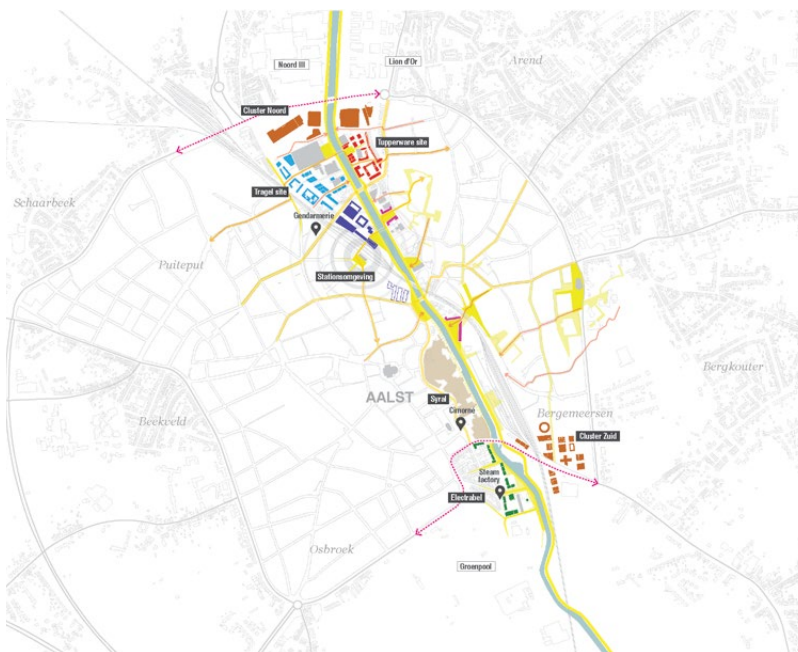 Noord III
Lion d'Or
Arend
Cluster Noord
Tupperware site
Tragel site
Schaarbeek
Gendarmerie
Puiteput
Stationsomgeving
Bergkouter
AALST
Syral
Cimorne
Bergemeersen
Beekveld
Cluster Zuid
Steam
factory
Electrabel
Osbroek
Groenpool